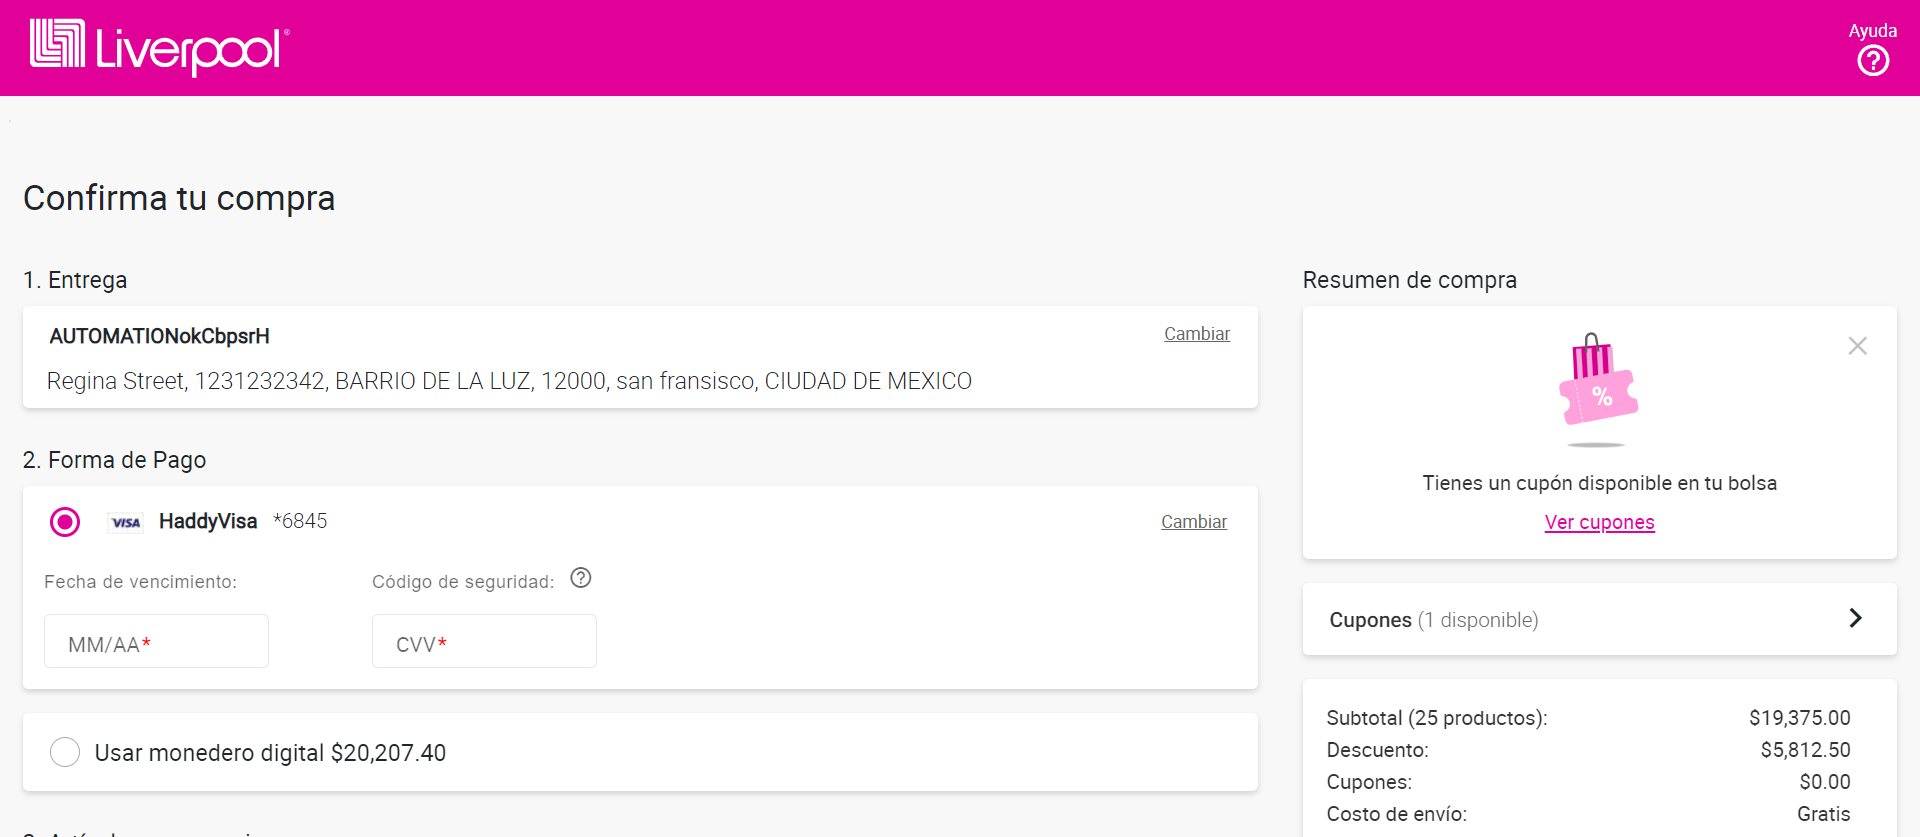 Liverpool®
Ayuda
Confirma tu compra
1. Entrega
AUTOMATIONokCbpsrH
Cambiar
Regina Street, 1231232342, BARRIO DE LA LUZ, 12000, san fransisco, CIUDAD DE MEXICO
2. Forma de Pago
VISA HaddyVisa *6845
Cambiar
Fecha de vencimiento:
Código de seguridad: ?
MM/AA*
CVV*
Usar monedero digital $20,207.40
Resumen de compra
%
Tienes un cupón disponible en tu bolsa
Ver cupones
Cupones (1 disponible)
Subtotal (25 productos): $19,375.00
Descuento: $5,812.50
Cupones: $0.00
Costo de envío: Gratis